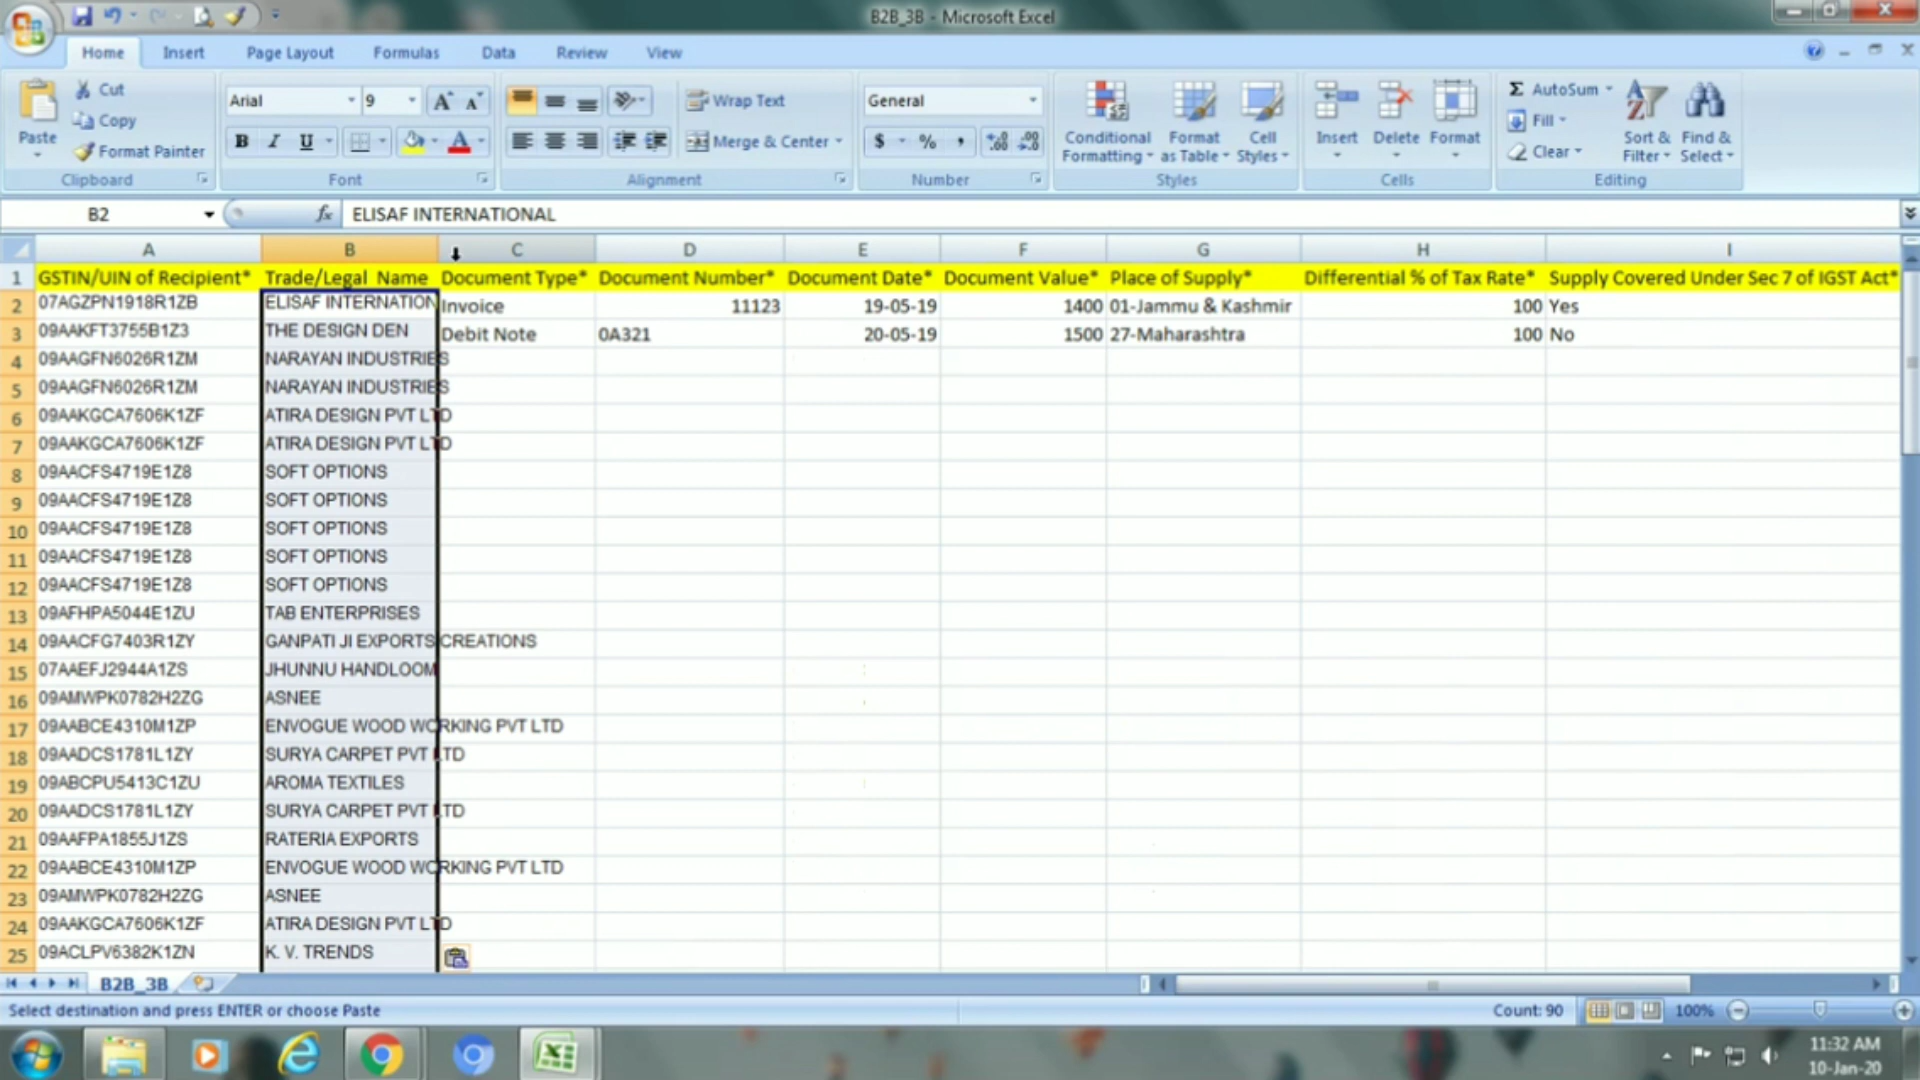 B2B_3B - Microsoft Excel
Home Insert Page Layout Formulas Data Review View
Paste
Cut
Copy
Format Painter
Clipboard
Arial 9
B I U
Font
Wrap Text
Merge & Center
Alignment
General
$ % ,
Number
Conditional Formatting
Format as Table
Cell Styles
Styles
Insert Delete Format
Cells
Σ AutoSum
Fill
Clear
Sort & Filter
Find & Select
Editing
B2 fx ELISAF INTERNATIONAL
A B C D E F G H I
1 GSTIN/UIN of Recipient* Trade/Legal Name Document Type* Document Number* Document Date* Document Value* Place of Supply* Differential % of Tax Rate* Supply Covered Under Sec 7 of IGST Act*
2 07AGZPN1918R1ZB ELISAF INTERNATION Invoice 11123 19-05-19 1400 01-Jammu & Kashmir 100 Yes
3 09AAKFT3755B1Z3 THE DESIGN DEN Debit Note 0A321 20-05-19 1500 27-Maharashtra 100 No
4 09AAGFN6026R1ZM NARAYAN INDUSTRIES
5 09AAGFN6026R1ZM NARAYAN INDUSTRIES
6 09AAKGCA7606K1ZF ATIRA DESIGN PVT LTD
7 09AAKGCA7606K1ZF ATIRA DESIGN PVT LTD
8 09AACFS4719E1Z8 SOFT OPTIONS
9 09AACFS4719E1Z8 SOFT OPTIONS
10 09AACFS4719E1Z8 SOFT OPTIONS
11 09AACFS4719E1Z8 SOFT OPTIONS
12 09AACFS4719E1Z8 SOFT OPTIONS
13 09AFHPA5044E1ZU TAB ENTERPRISES
14 09AACFG7403R1ZY GANPATI JI EXPORTS CREATIONS
15 07AAEFJ2944A1ZS JHUNNU HANDLOOM
16 09AMWPK0782H2ZG ASNEE
17 09AABCE4310M1ZP ENVOGUE WOOD WORKING PVT LTD
18 09AADCS1781L1ZY SURYA CARPET PVT LTD
19 09ABCPU5413C1ZU AROMA TEXTILES
20 09AADCS1781L1ZY SURYA CARPET PVT LTD
21 09AAFPA1855J1ZS RATERIA EXPORTS
22 09AABCE4310M1ZP ENVOGUE WOOD WORKING PVT LTD
23 09AMWPK0782H2ZG ASNEE
24 09AAKGCA7606K1ZF ATIRA DESIGN PVT LTD
25 09ACLPV6382K1ZN K. V. TRENDS
B2B_3B
Select destination and press ENTER or choose Paste Count: 90 100%
11:32 AM
10-Jan-20